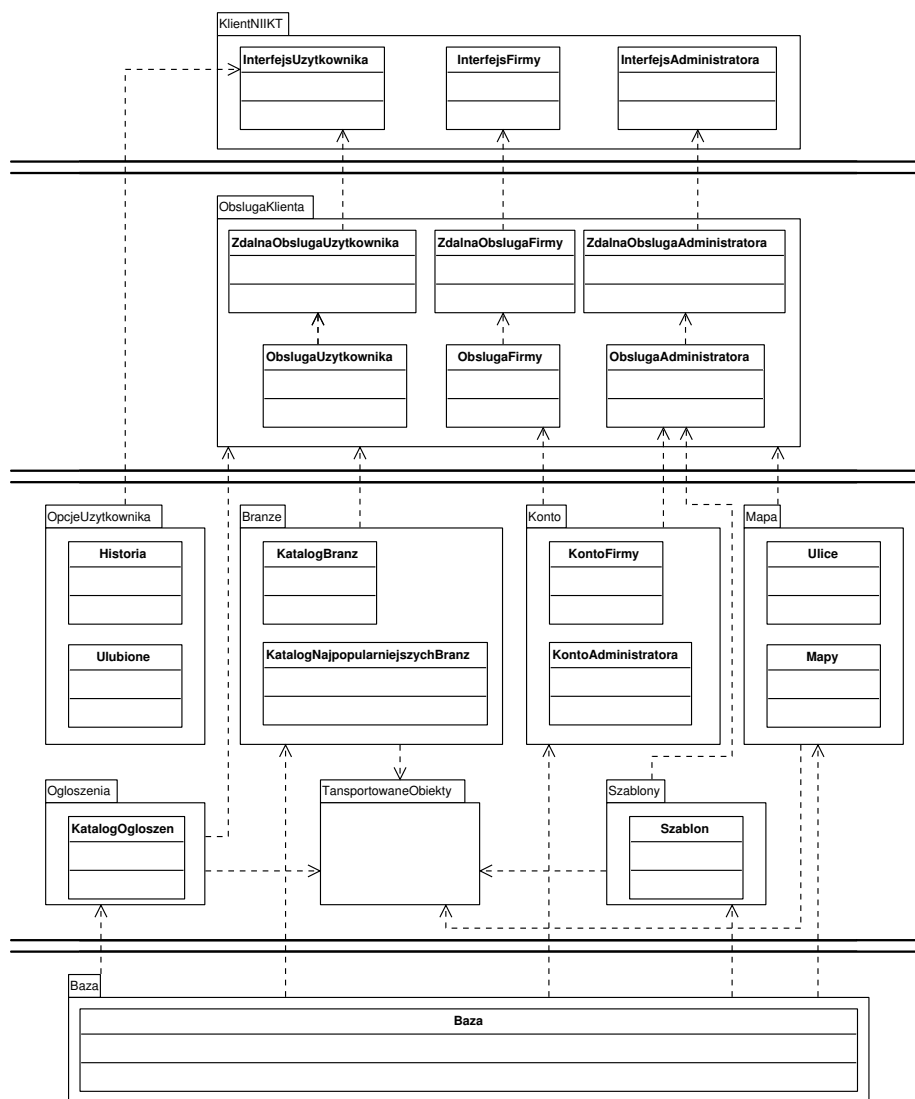 KlientNIIKT
InterfejsUzytkownika
InterfejsFirmy
InterfejsAdministratora
ObslugaKlienta
ZdalnaObslugaUzytkownika
ZdalnaObslugaFirmy
ZdalnaObslugaAdministratora
ObslugaUzytkownika
ObslugaFirmy
ObslugaAdministratora
OpcjeUzytkownika
Branze
Konto
Mapa
Historia
KatalogBranz
KontoFirmy
Ulice
Ulubione
KatalogNajpopularniejszychBranz
KontoAdministratora
Mapy
Ogloszenia
TansportowaneObiekty
Szablony
KatalogOgloszen
Szablon
Baza
Baza